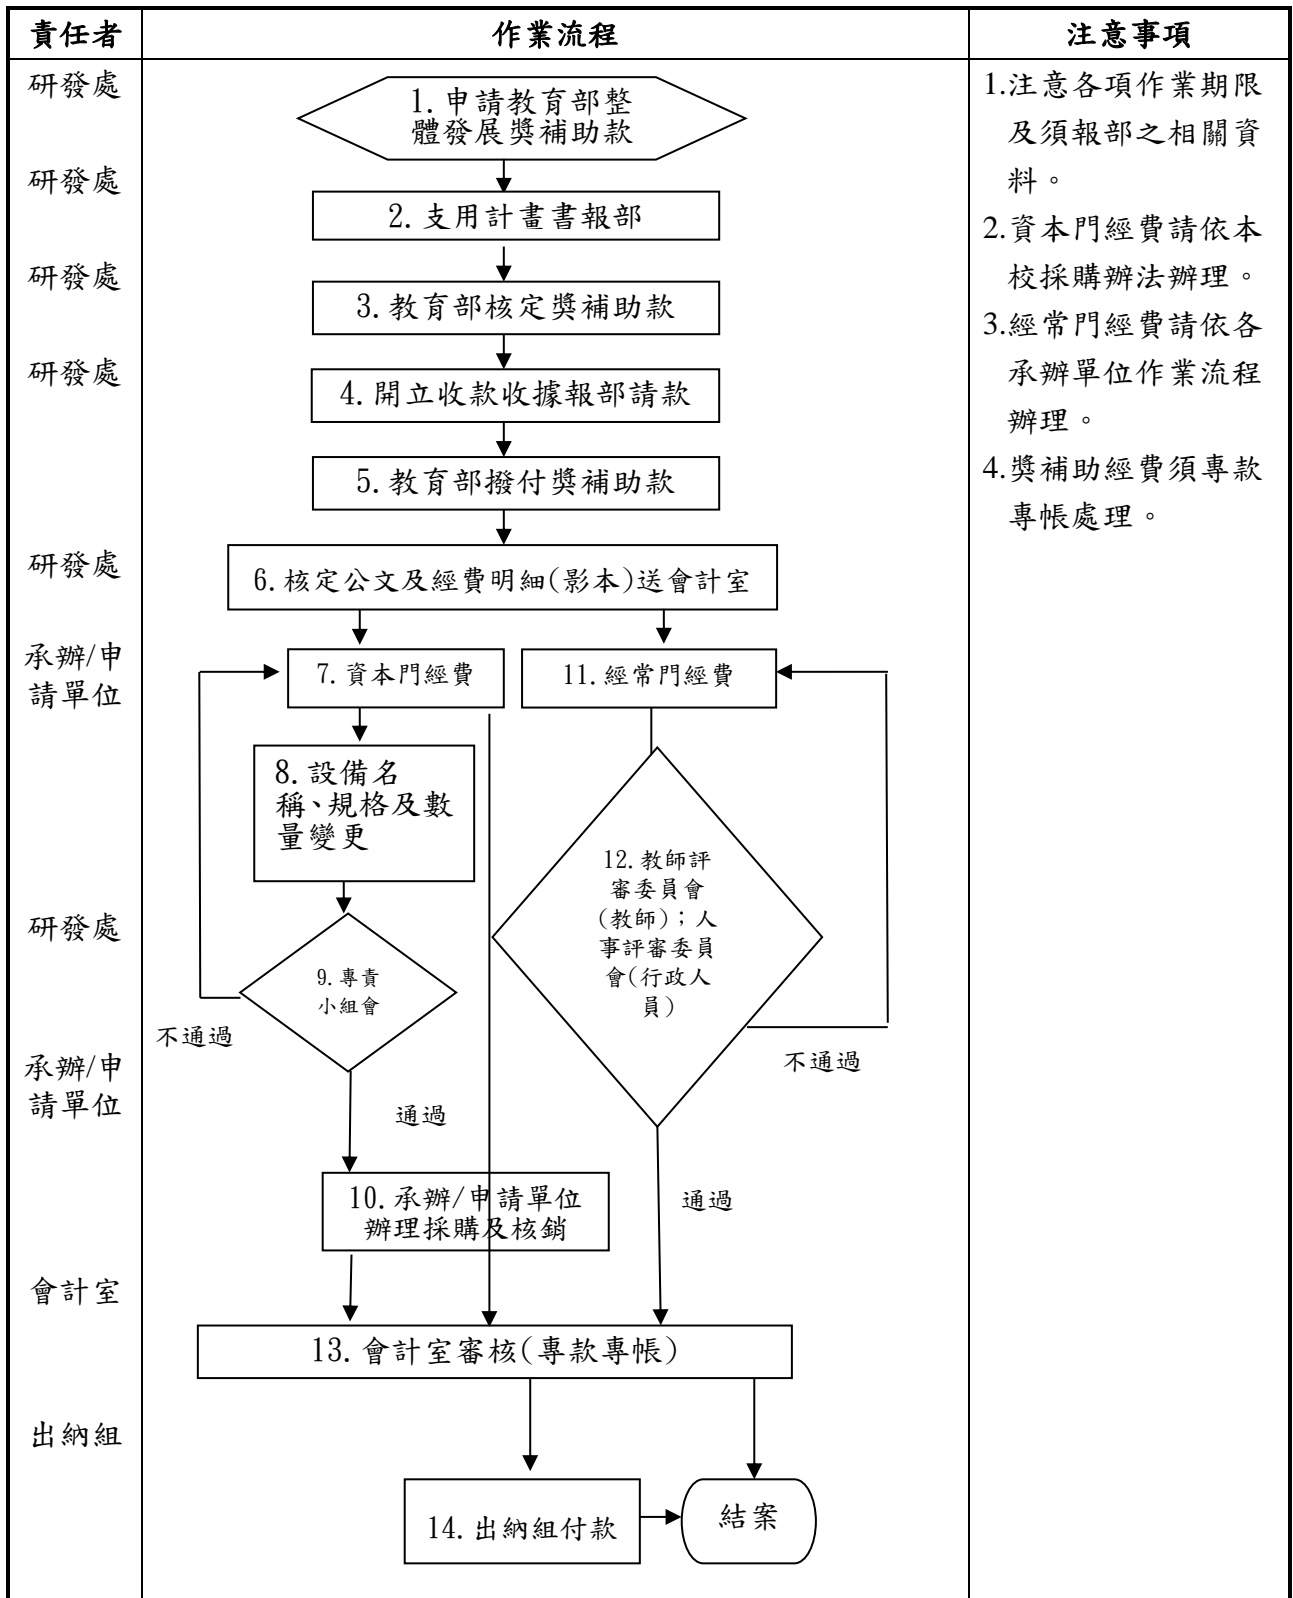 責任者
作業流程
注意事項
研發處
研發處
研發處
研發處
研發處
承辦/申
請單位
研發處
承辦/申
請單位
會計室
出納組
1.申請教育部整
體發展獎補助款
2.支用計畫書報部
3.教育部核定獎補助款
4.開立收款收據報部請款
5.教育部撥付獎補助款
6.核定公文及經費明細(影本)送會計室
7.資本門經費
11.經常門經費
8.設備名
稱、規格及數
量變更
12.教師評
審委員會
(教師)；人
事評審委員
會(行政人
員)
9.專責
小組會
不通過
不通過
通過
10.承辦/申請單位
辦理採購及核銷
通過
13.會計室審核(專款專帳)
14.出納組付款
結案
1.注意各項作業期限
及須報部之相關資
料。
2.資本門經費請依本
校採購辦法辦理。
3.經常門經費請依各
承辦單位作業流程
辦理。
4.獎補助經費須專款
專帳處理。